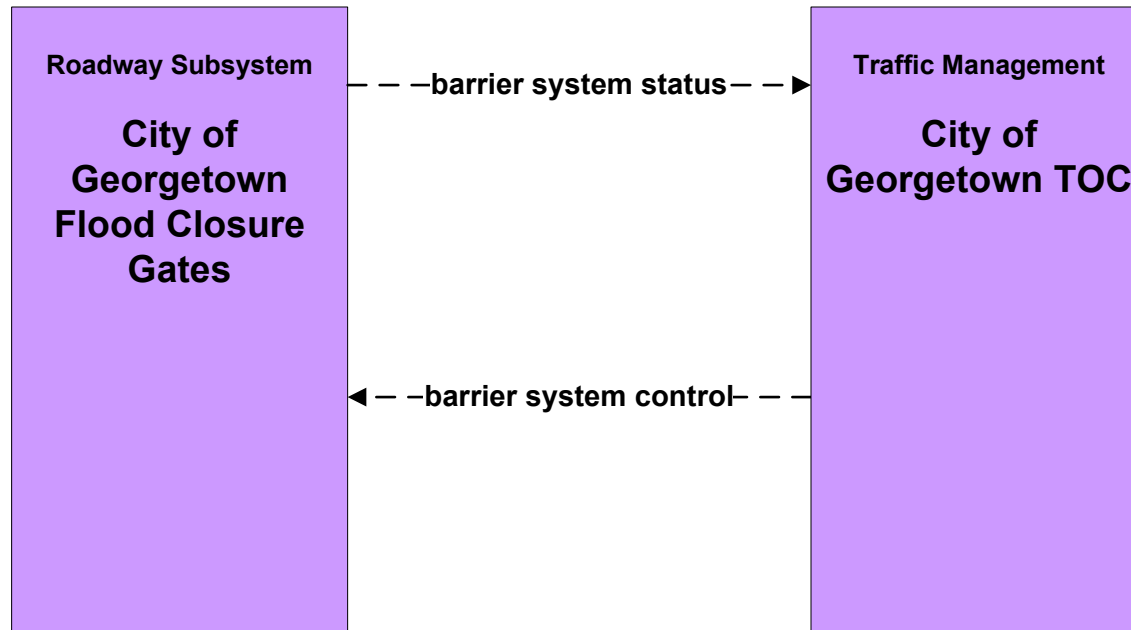 Roadway Subsystem
City of
Georgetown
Flood Closure
Gates
barrier system status
Traffic Management
City of
Georgetown TOC
barrier system control